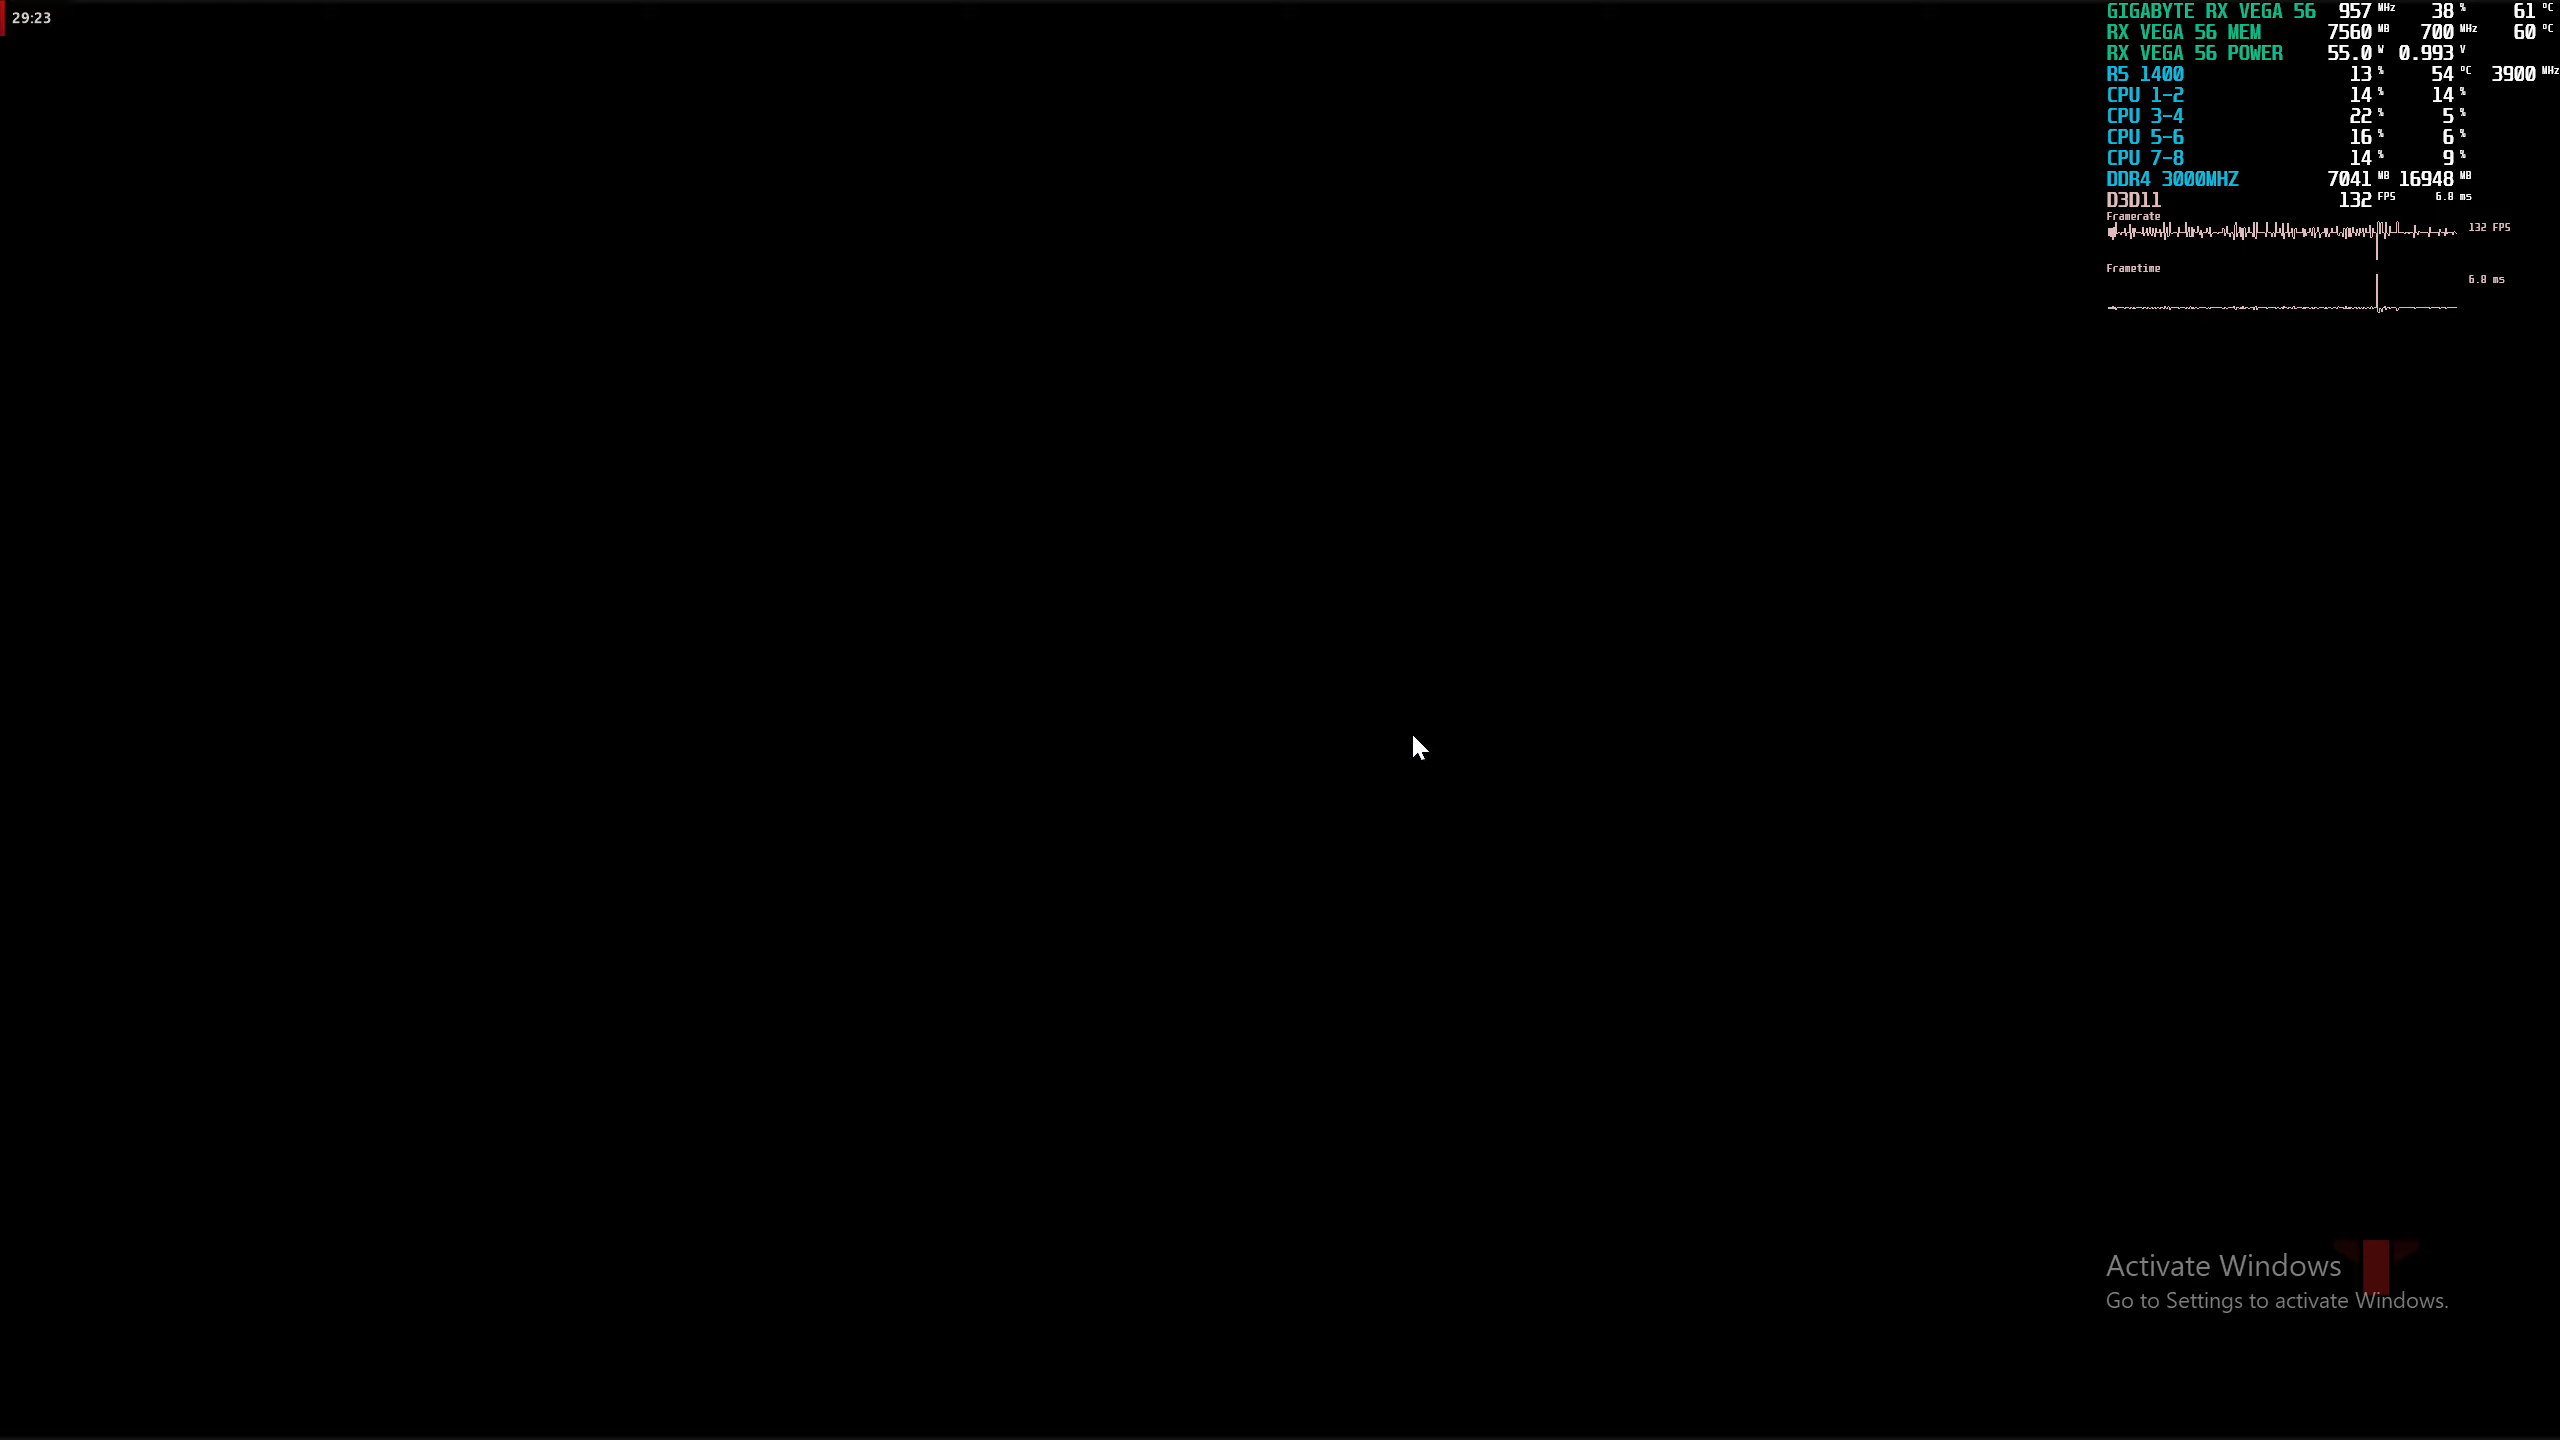 29:23
GIGABYTE RX VEGA 56 957 MHz 38 % 61 °C
RX VEGA 56 MEM 7560 MB 700 MHz 60 °C
RX VEGA 56 POWER 55.0 W 0.993 V
R5 1400 13 % 54 °C 3900 MHz
CPU 1-2 14 % 14 %
CPU 3-4 22 % 5 %
CPU 5-6 16 % 6 %
CPU 7-8 14 % 9 %
DDR4 3000MHZ 7041 MB 16948 MB
D3D11 132 FPS 6.8 ms
Framerate
132 FPS
Frametime
6.8 ms
Activate Windows
Go to Settings to activate Windows.